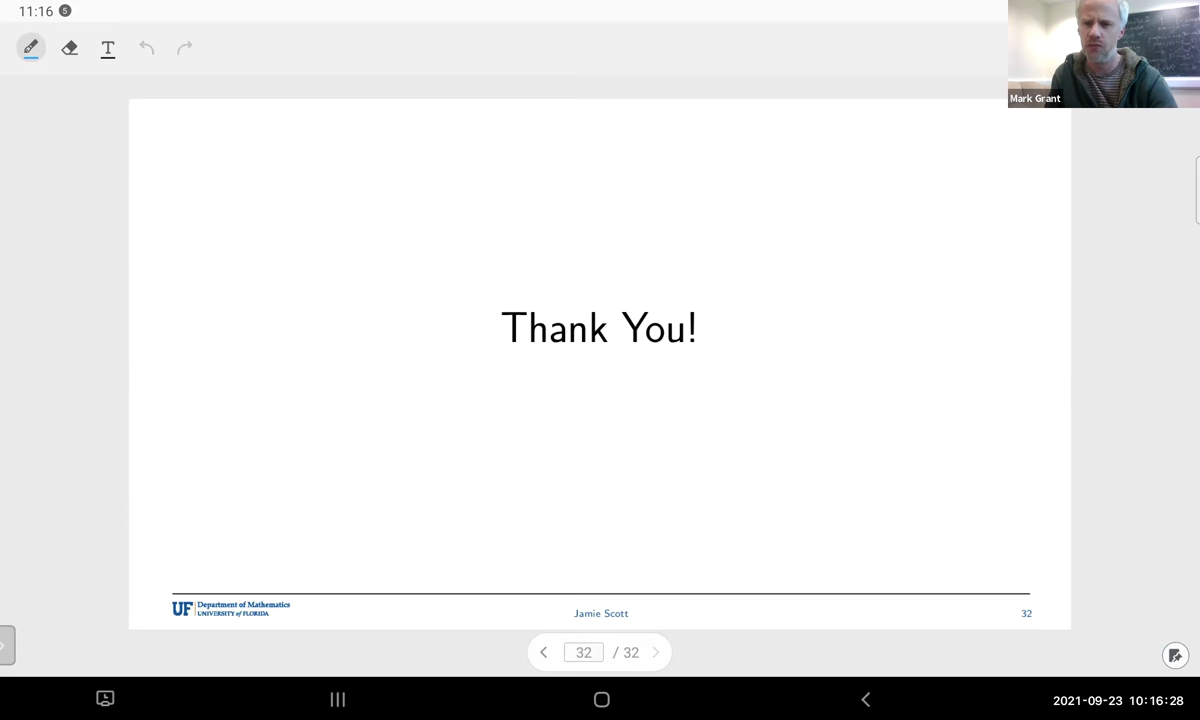 11:16 5
T
Mark Grant
Thank You!
UF Department of Mathematics
UNIVERSITY of FLORIDA
Jamie Scott
32
32 / 32
2021-09-23 10:16:28